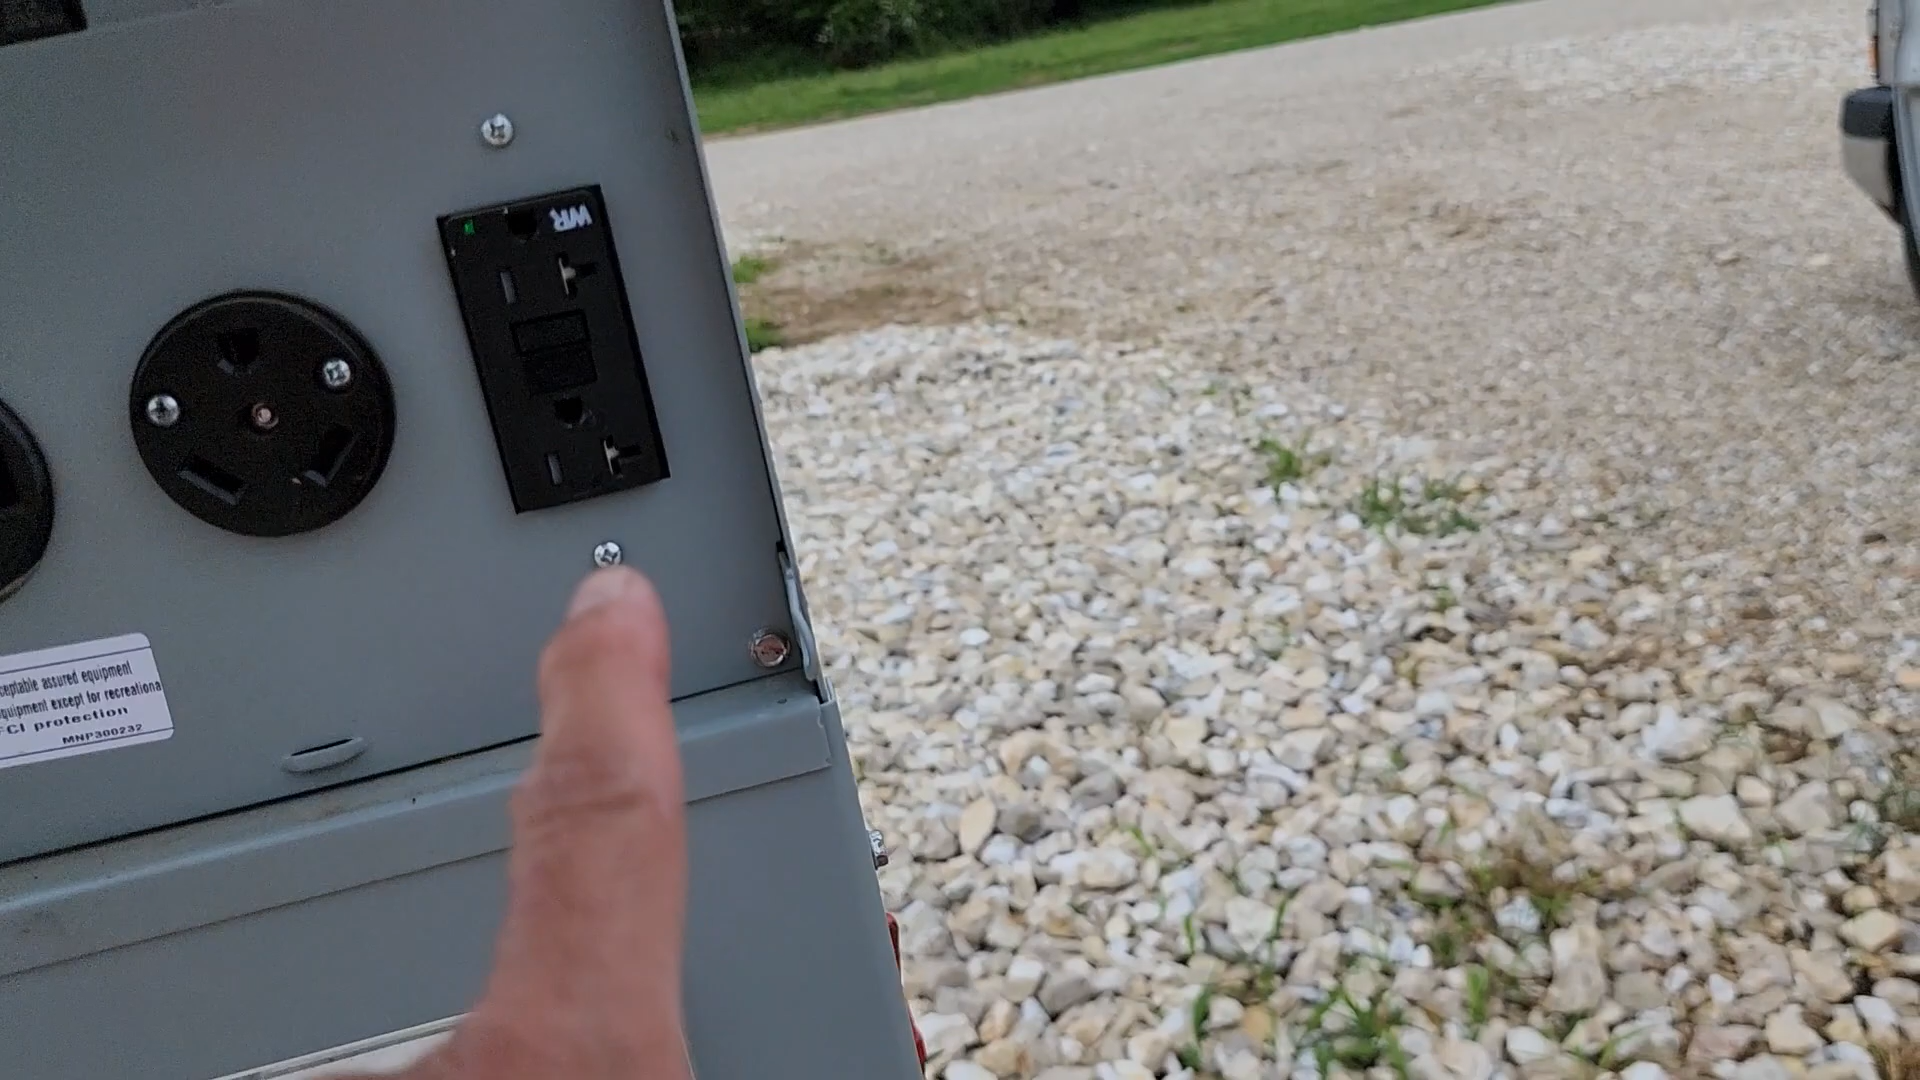 WR
ceptable assured equipment
quipment except for recreationa
FCI protection
MNP300232